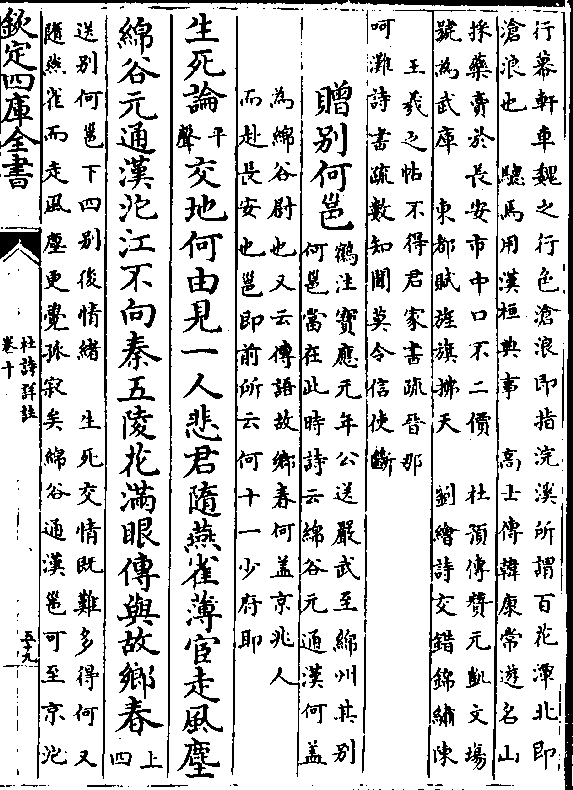 行幕軒車魏之行色滄浪即指浣溪所謂百花潭北即
滄浪也　驄馬用漢桓典事　高士傳韓康常遊名山
採藥賣於長安市中口不二價　杜預傳贊元凱文場
號為武庫　東都賦旌旗拂天　劉繪詩交錯錦繡陳
王羲之帖不得君家書疏晉那
呵灘詩書疏數知聞莫令信使斷
贈別何邕
鶴注寶應元年公送嚴武至綿州其別
何邕當在此時詩云綿谷元通漢何蓋
為綿谷尉也又云傳語故鄉春何蓋京兆人
而赴長安也邕即前所云何十一少府耶
生死論平聲交地何由見一人悲君隨燕雀薄宦走風塵
綿谷元通漢沱江不向秦五陵花滿眼傳與故鄉春上四
送別何邕下四別後情緒　生死交情既難多得何又
隨燕雀而走風塵更覺孤寂矣綿谷通漢邕可至京沱
欽定四庫全書
杜詩詳註
卷十
五十九